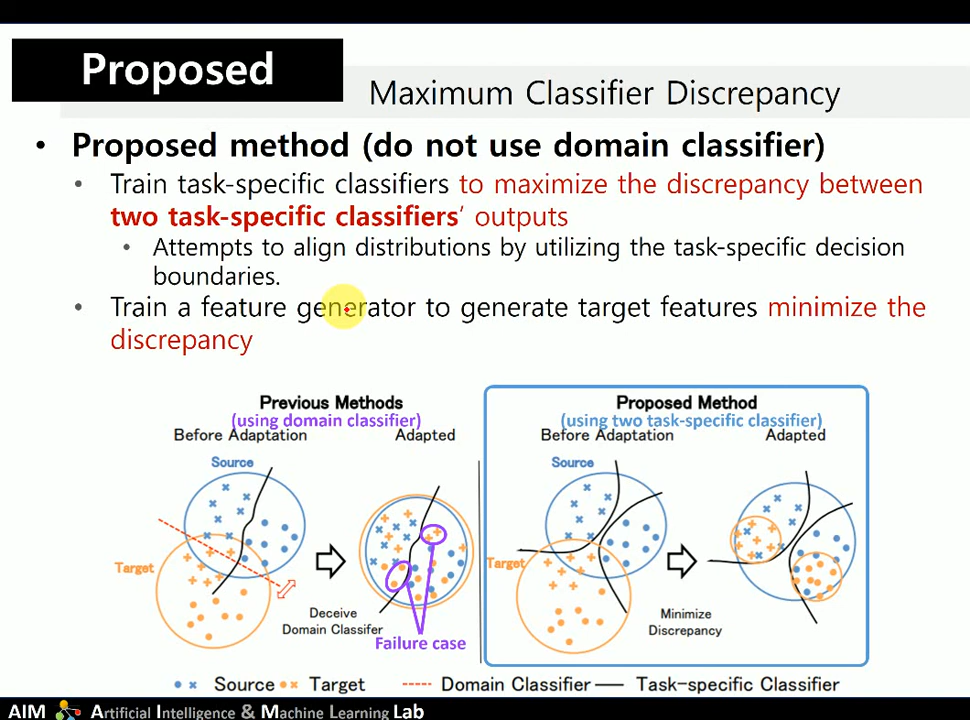 Proposed
Maximum Classifier Discrepancy
• Proposed method (do not use domain classifier)
• Train task-specific classifiers to maximize the discrepancy between
two task-specific classifiers' outputs
• Attempts to align distributions by utilizing the task-specific decision
boundaries.
• Train a feature generator to generate target features minimize the
discrepancy
Previous Methods
(using domain classifier)
Before Adaptation
Adapted
Source
Target
Deceive
Domain Classifer
Failure case
Proposed Method
(using two task-specific classifier)
Before Adaptation
Adapted
Source
Target
Minimize
Discrepancy
Source Target Domain Classifier Task-specific Classifier
AIM Artificial Intelligence & Machine Learning Lab